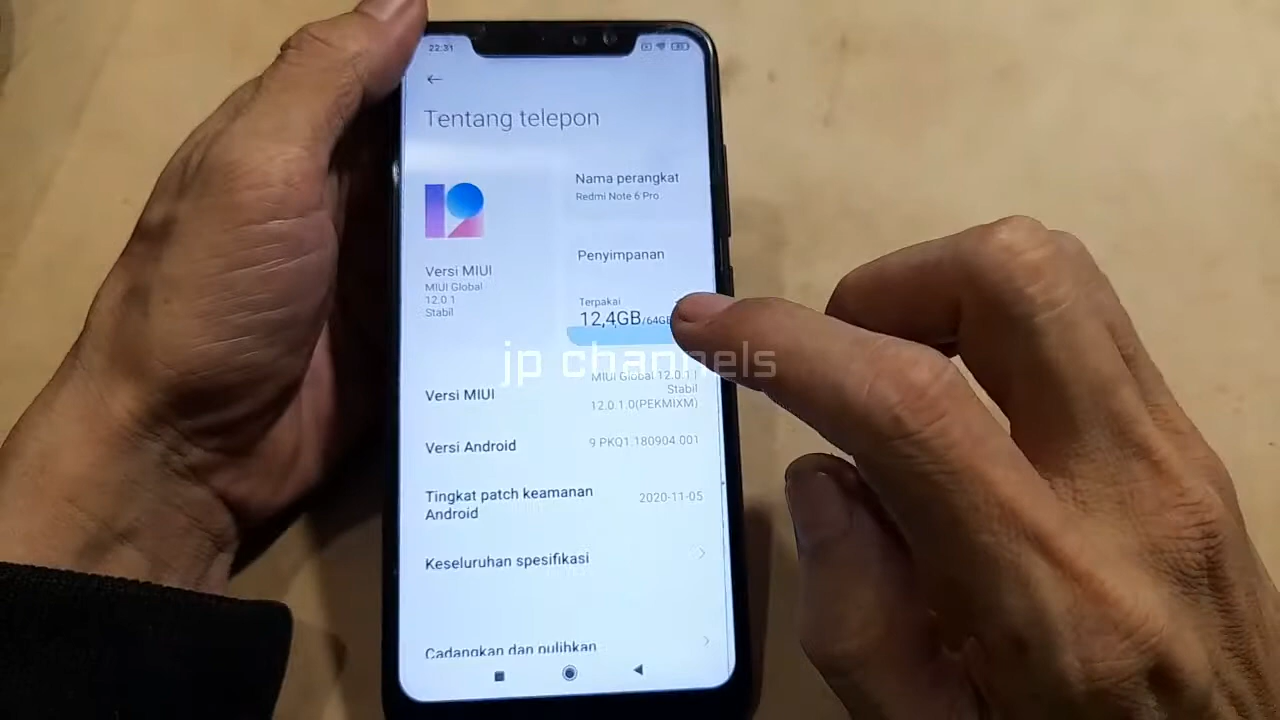 22:31
Tentang telepon
Versi MIUI
MIUI Global
12.0.1
Stabil
Nama perangkat
Redmi Note 6 Pro
Penyimpanan
Terpakai
12,4GB/64GB
jp channels
Versi MIUI
MIUI Global 12.0.1 |
Stabil
12.0.1.0(PEKMIXM)
Versi Android
9 PKQ1.180904.001
Tingkat patch keamanan
Android
2020-11-05
Keseluruhan spesifikasi
Cadangkan dan pulihkan